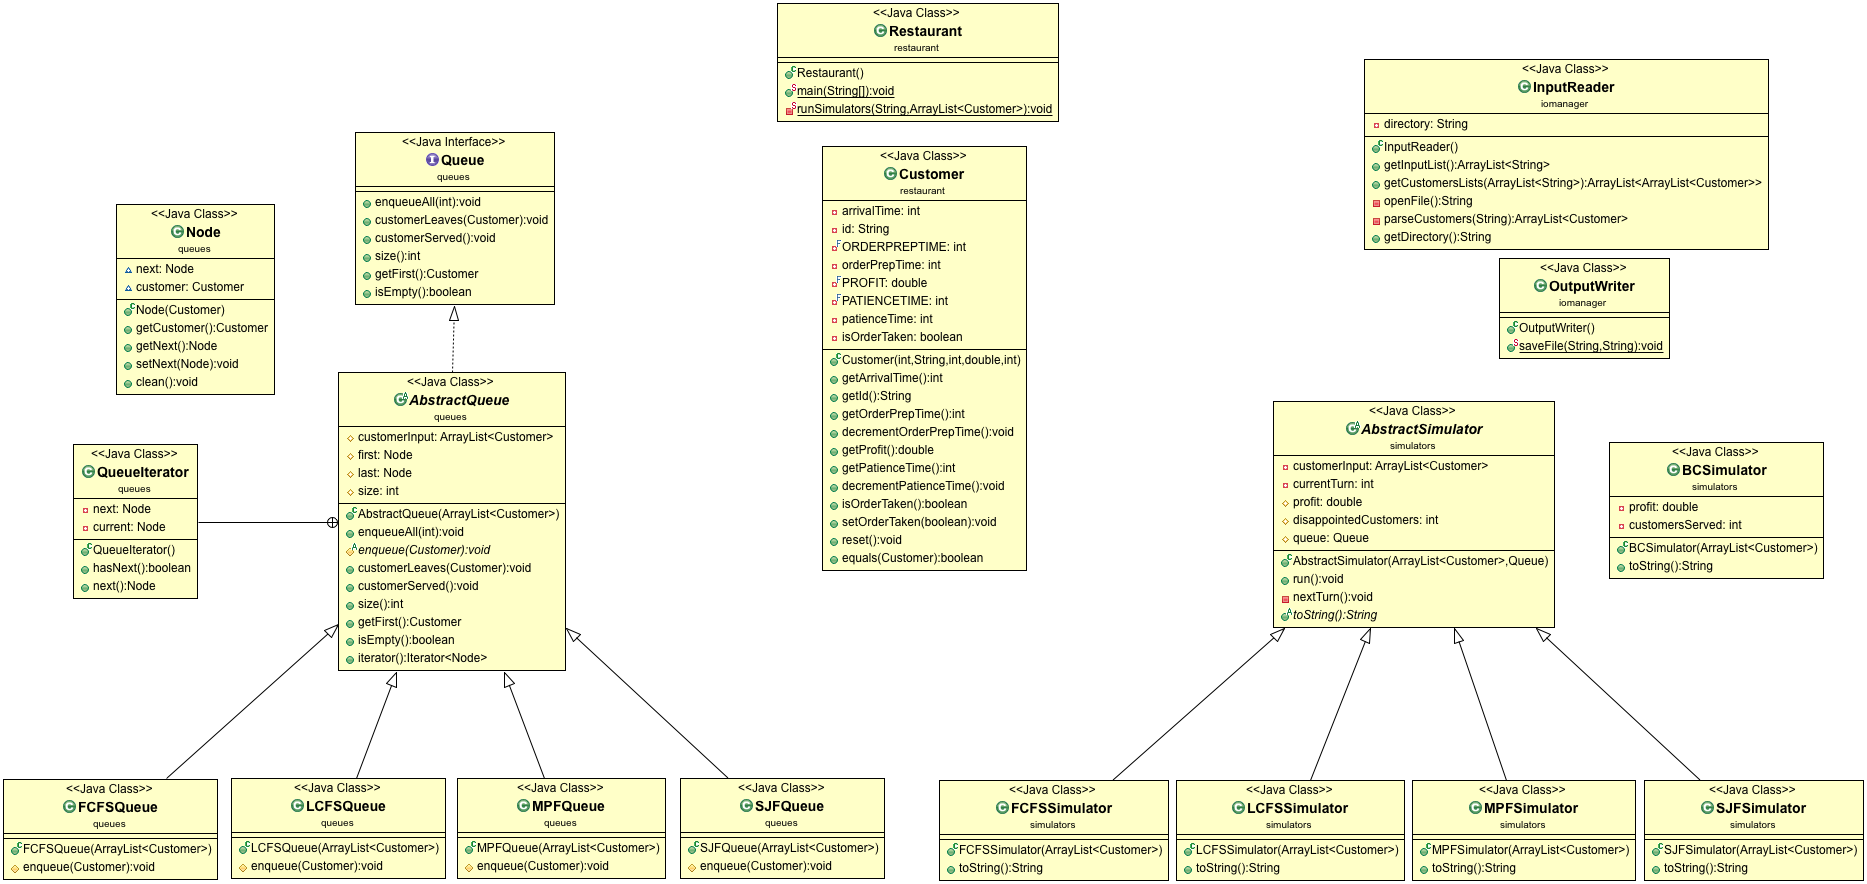 <<Java Class>>
Restaurant
restaurant
Restaurant()
main(String[]):void
runSimulators(String,ArrayList<Customer>):void
<<Java Class>>
InputReader
iomanager
directory: String
InputReader()
getInputList():ArrayList<String>
getCustomersLists(ArrayList<String>):ArrayList<ArrayList<Customer>>
openFile():String
parseCustomers(String):ArrayList<Customer>
getDirectory():String
<<Java Interface>>
Queue
queues
enqueueAll(int):void
customerLeaves(Customer):void
customerServed():void
size():int
getFirst():Customer
isEmpty():boolean
<<Java Class>>
Customer
restaurant
arrivalTime: int
id: String
ORDERPREPTIME: int
orderPrepTime: int
PROFIT: double
PATIENCETIME: int
patienceTime: int
isOrderTaken: boolean
Customer(int,String,int,double,int)
getArrivalTime():int
getId():String
getOrderPrepTime():int
decrementOrderPrepTime():void
getProfit():double
getPatienceTime():int
decrementPatienceTime():void
isOrderTaken():boolean
setOrderTaken(boolean):void
reset():void
equals(Customer):boolean
<<Java Class>>
Node
queues
next: Node
customer: Customer
Node(Customer)
getCustomer():Customer
getNext():Node
setNext(Node):void
clean():void
<<Java Class>>
OutputWriter
iomanager
OutputWriter()
saveFile(String,String):void
<<Java Class>>
AbstractQueue
queues
customerInput: ArrayList<Customer>
first: Node
last: Node
size: int
AbstractQueue(ArrayList<Customer>)
enqueueAll(int):void
enqueue(Customer):void
customerLeaves(Customer):void
customerServed():void
size():int
getFirst():Customer
isEmpty():boolean
iterator():Iterator<Node>
<<Java Class>>
QueueIterator
queues
next: Node
current: Node
QueueIterator()
hasNext():boolean
next():Node
<<Java Class>>
AbstractSimulator
simulators
customerInput: ArrayList<Customer>
currentTurn: int
profit: double
disappointedCustomers: int
queue: Queue
AbstractSimulator(ArrayList<Customer>,Queue)
run():void
nextTurn():void
toString():String
<<Java Class>>
BCSimulator
simulators
profit: double
customersServed: int
BCSimulator(ArrayList<Customer>)
toString():String
<<Java Class>>
FCFSQueue
queues
FCFSQueue(ArrayList<Customer>)
enqueue(Customer):void
<<Java Class>>
LCFSQueue
queues
LCFSQueue(ArrayList<Customer>)
enqueue(Customer):void
<<Java Class>>
MPFQueue
queues
MPFQueue(ArrayList<Customer>)
enqueue(Customer):void
<<Java Class>>
SJFQueue
queues
SJFQueue(ArrayList<Customer>)
enqueue(Customer):void
<<Java Class>>
FCFSSimulator
simulators
FCFSSimulator(ArrayList<Customer>)
toString():String
<<Java Class>>
LCFSSimulator
simulators
LCFSSimulator(ArrayList<Customer>)
toString():String
<<Java Class>>
MPFSimulator
simulators
MPFSimulator(ArrayList<Customer>)
toString():String
<<Java Class>>
SJFSimulator
simulators
SJFSimulator(ArrayList<Customer>)
toString():String